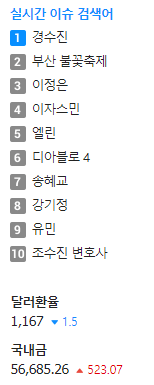 실시간 이슈 검색어
1 경수진
2 부산 불꽃축제
3 이정은
4 이자스민
5 엘린
6 디아블로 4
7 송혜교
8 강기정
9 유민
10 조수진 변호사
달러환율
1,167 ▼ 1.5
국내금
56,685.26 ▲ 523.07